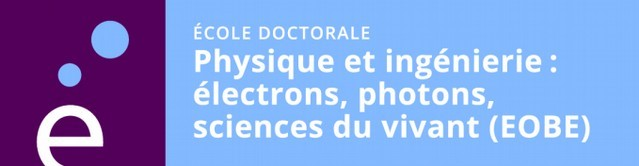 ÉCOLE DOCTORALE
Physique et ingénierie :
électrons, photons,
sciences du vivant (EOBE)
e